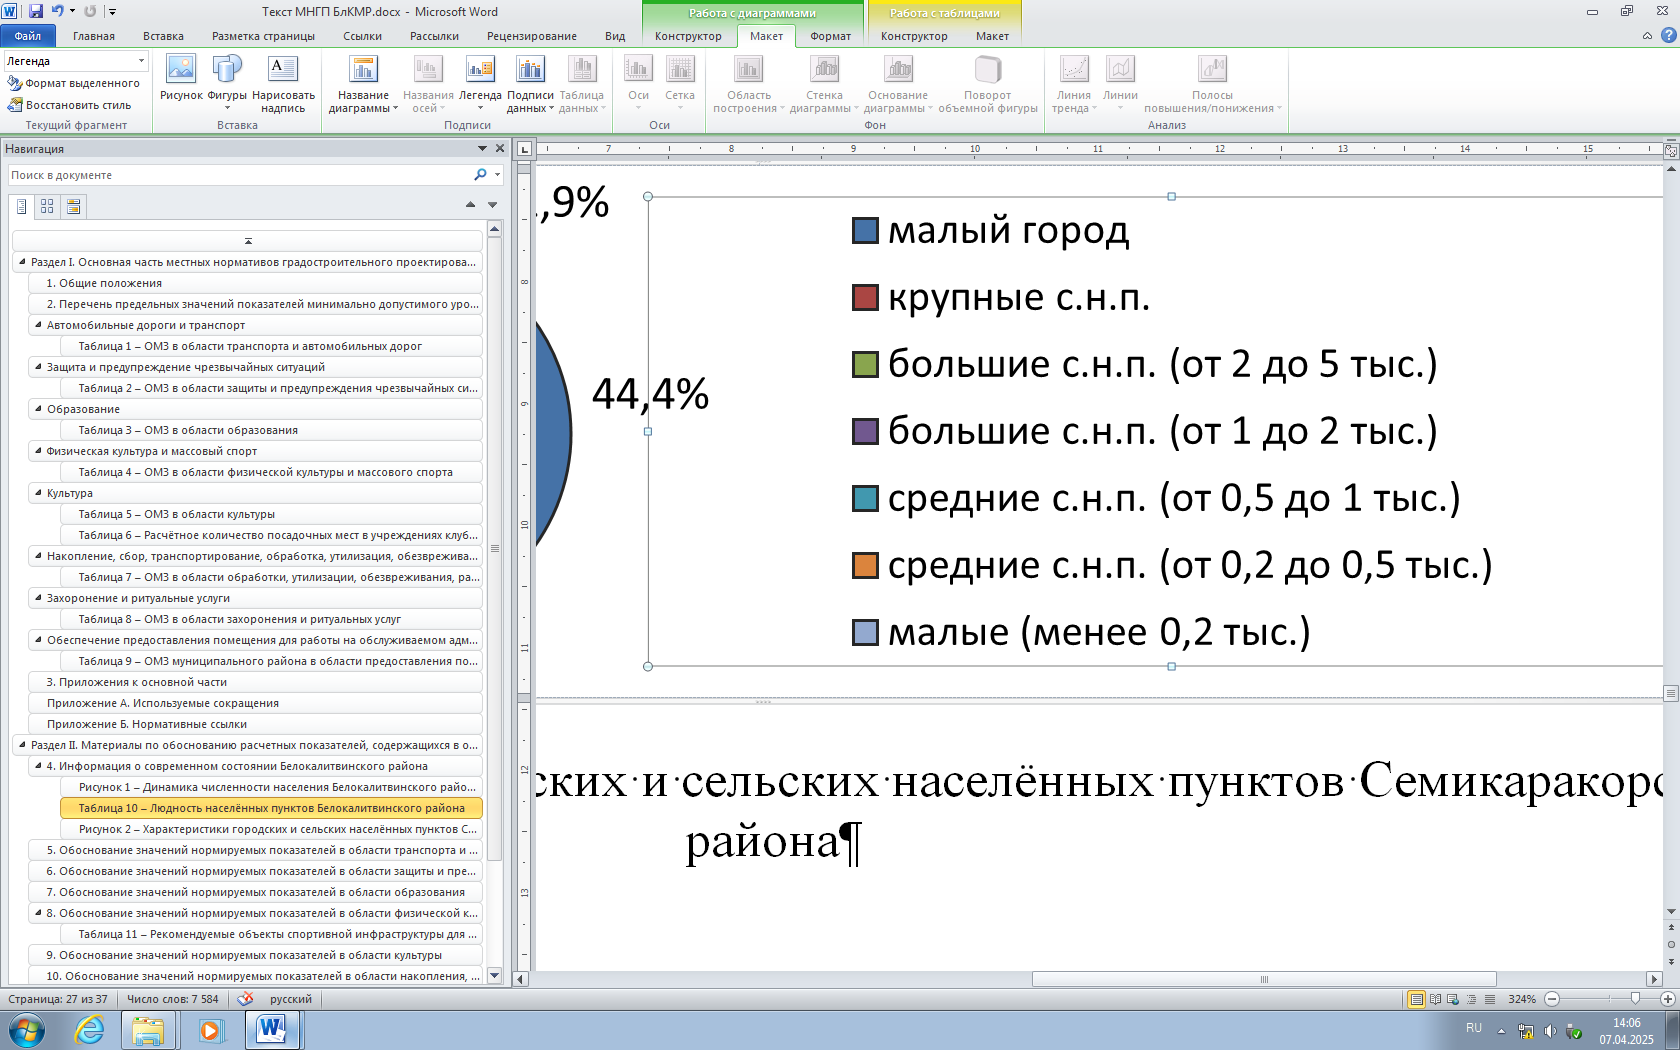 Текст МНГП БлКМР.docx - Microsoft Word
Работа с диаграммами
Работа с таблицами
Файл Главная Вставка Разметка страницы Ссылки Рассылки Рецензирование Вид Конструктор Макет Формат Конструктор Макет
Легенда
Формат выделенного
Восстановить стиль
Текущий фрагмент
Рисунок Фигуры Нарисовать надпись
Вставка
Название диаграммы Названия осей Легенда Подписи данных Таблица данных
Подписи
Оси Сетка
Оси
Область построения Стенка диаграммы Основание диаграммы Поворот объемной фигуры
Фон
Линия тренда Линии Полосы повышения/понижения
Анализ
Навигация
Поиск в документе
Раздел I. Основная часть местных нормативов градостроительного проектирова...
1. Общие положения
2. Перечень предельных значений показателей минимально допустимого уро...
Автомобильные дороги и транспорт
Таблица 1 – ОМЗ в области транспорта и автомобильных дорог
Защита и предупреждение чрезвычайных ситуаций
Таблица 2 – ОМЗ в области защиты и предупреждения чрезвычайных си...
Образование
Таблица 3 – ОМЗ в области образования
Физическая культура и массовый спорт
Таблица 4 – ОМЗ в области физической культуры и массового спорта
Культура
Таблица 5 – ОМЗ в области культуры
Таблица 6 – Расчётное количество посадочных мест в учреждениях клуб...
Накопление, сбор, транспортирование, обработка, утилизация, обезврежива...
Таблица 7 – ОМЗ в области обработки, утилизации, обезвреживания, ра...
Захоронение и ритуальные услуги
Таблица 8 – ОМЗ в области захоронения и ритуальных услуг
Обеспечение предоставления помещения для работы на обслуживаемом адм...
Таблица 9 – ОМЗ муниципального района в области предоставления по...
3. Приложения к основной части
Приложение А. Используемые сокращения
Приложение Б. Нормативные ссылки
Раздел II. Материалы по обоснованию расчетных показателей, содержащихся в о...
4. Информация о современном состоянии Белокалитвинского района
Рисунок 1 – Динамика численности населения Белокалитвинского райо...
Таблица 10 – Людность населённых пунктов Белокалитвинского района
Рисунок 2 – Характеристики городских и сельских населённых пунктов С...
5. Обоснование значений нормируемых показателей в области транспорта и ...
6. Обоснование значений нормируемых показателей в области защиты и пре...
7. Обоснование значений нормируемых показателей в области образования
8. Обоснование значений нормируемых показателей в области физической к...
Таблица 11 – Рекомендуемые объекты спортивной инфраструктуры для ...
9. Обоснование значений нормируемых показателей в области культуры
10. Обоснование значений нормируемых показателей в области накопления, ...
7 8 9 10 11 12 13 14 15
8
9
10
11
12
13
,9%
44,4%
малый город
крупные с.н.п.
большие с.н.п. (от 2 до 5 тыс.)
большие с.н.п. (от 1 до 2 тыс.)
средние с.н.п. (от 0,5 до 1 тыс.)
средние с.н.п. (от 0,2 до 0,5 тыс.)
малые (менее 0,2 тыс.)
ских·и·сельских·населённых·пунктов·Семикаракорс
района¶
Страница: 27 из 37 Число слов: 7 584 русский 324%
RU 14:06
07.04.2025